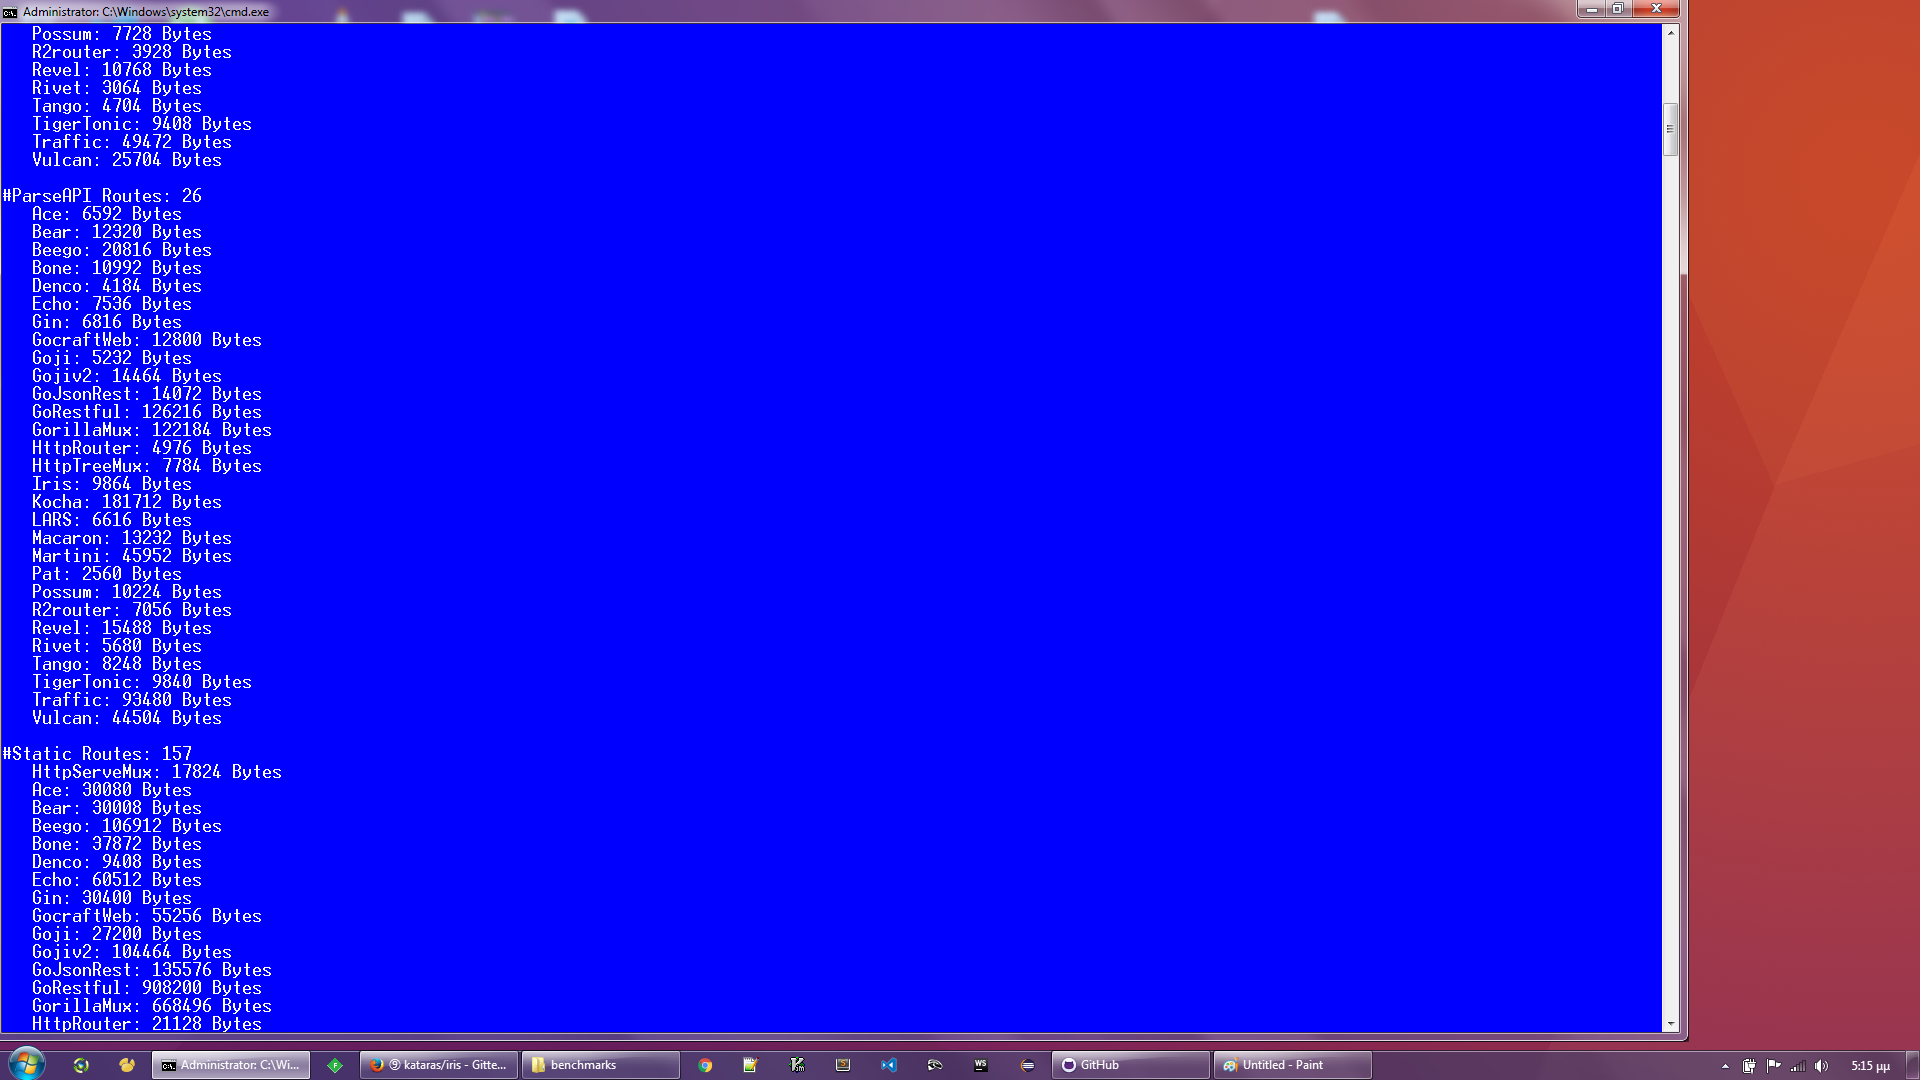 Administrator: C:\Windows\system32\cmd.exe
Possum: 7728 Bytes
R2router: 3928 Bytes
Revel: 10768 Bytes
Rivet: 3064 Bytes
Tango: 4704 Bytes
TigerTonic: 9408 Bytes
Traffic: 49472 Bytes
Vulcan: 25704 Bytes
#ParseAPI Routes: 26
Ace: 6592 Bytes
Bear: 12320 Bytes
Beego: 20816 Bytes
Bone: 10992 Bytes
Denco: 4184 Bytes
Echo: 7536 Bytes
Gin: 6816 Bytes
GocraftWeb: 12800 Bytes
Goji: 5232 Bytes
Gojiv2: 14464 Bytes
GoJsonRest: 14072 Bytes
GoRestful: 126216 Bytes
GorillaMux: 122184 Bytes
HttpRouter: 4976 Bytes
HttpTreeMux: 7784 Bytes
Iris: 9864 Bytes
Kocha: 181712 Bytes
LARS: 6616 Bytes
Macaron: 13232 Bytes
Martini: 45952 Bytes
Pat: 2560 Bytes
Possum: 10224 Bytes
R2router: 7056 Bytes
Revel: 15488 Bytes
Rivet: 5680 Bytes
Tango: 8248 Bytes
TigerTonic: 9840 Bytes
Traffic: 93480 Bytes
Vulcan: 44504 Bytes
#Static Routes: 157
HttpServeMux: 17824 Bytes
Ace: 30080 Bytes
Bear: 30008 Bytes
Beego: 106912 Bytes
Bone: 37872 Bytes
Denco: 9408 Bytes
Echo: 60512 Bytes
Gin: 30400 Bytes
GocraftWeb: 55256 Bytes
Goji: 27200 Bytes
Gojiv2: 104464 Bytes
GoJsonRest: 135576 Bytes
GoRestful: 908200 Bytes
GorillaMux: 668496 Bytes
HttpRouter: 21128 Bytes
Administrator: C:\Wi... ⑨ kataras/iris - Gitte... benchmarks WS GitHub Untitled - Paint 5:15 μμ